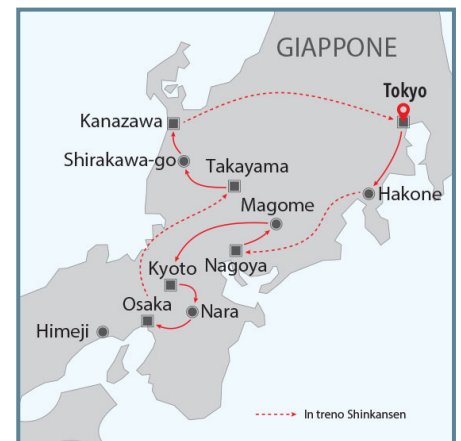 GIAPPONE
Tokyo
Kanazawa
Shirakawa-go
Takayama
Hakone
Magome
Kyoto
Nagoya
Osaka
Nara
Himeji
In treno Shinkansen